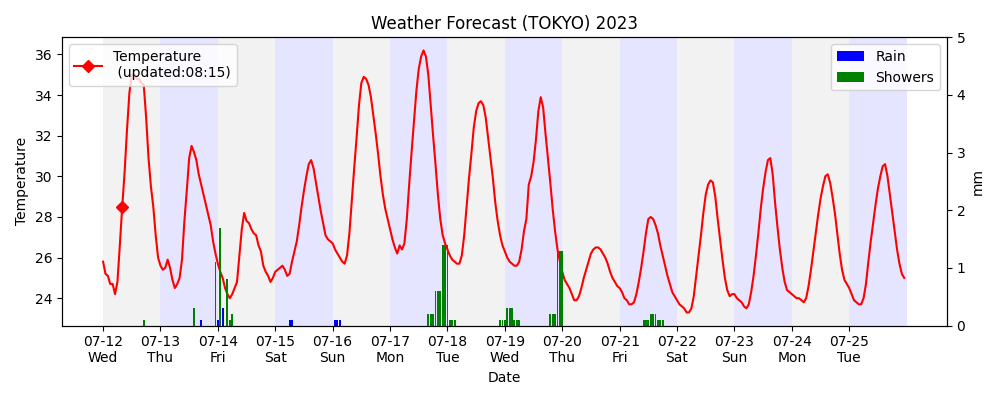 Weather Forecast (TOKYO) 2023
Temperature
(updated:08:15)
Rain
Showers
Temperature
36
34
32
30
28
26
24
5
4
3
2
1
0
mm
07-12 07-13 07-14 07-15 07-16 07-17 07-18 07-19 07-20 07-21 07-22 07-23 07-24 07-25
Wed Thu Fri Sat Sun Mon Tue Wed Thu Fri Sat Sun Mon Tue
Date